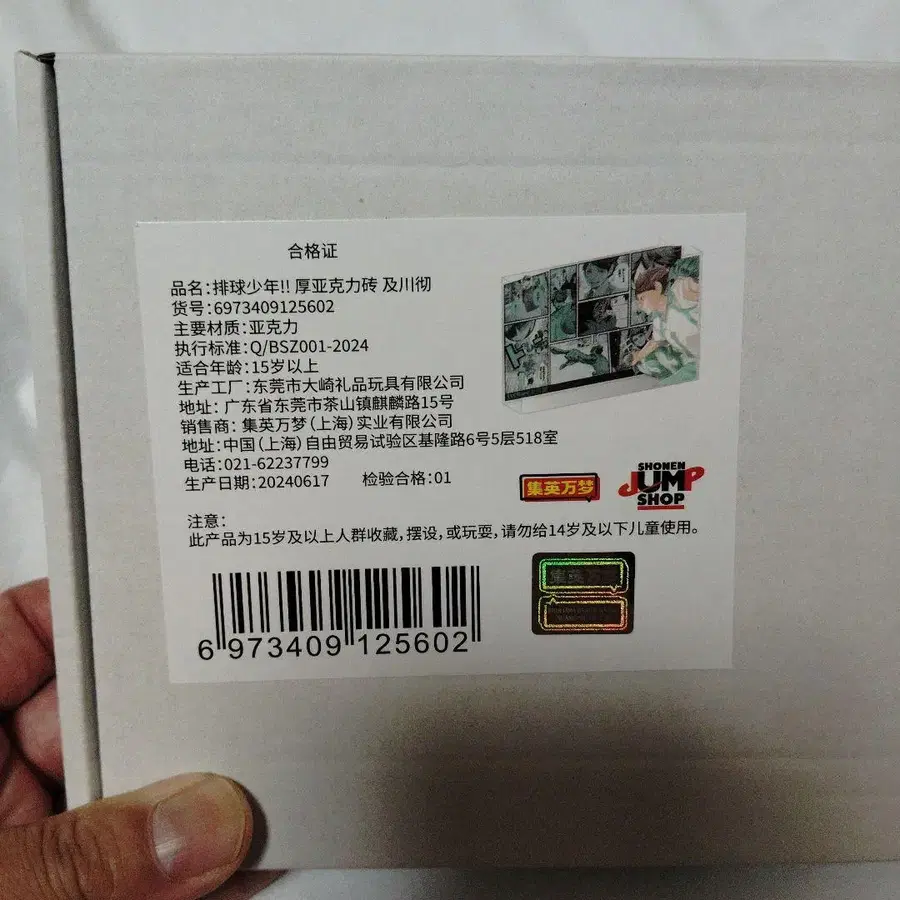 合格证
品名：排球少年!! 厚亚克力砖 及川彻
货号：6973409125602
主要材质：亚克力
执行标准：Q/BSZ001-2024
适合年龄：15岁以上
生产工厂：东莞市大崎礼品玩具有限公司
地址： 广东省东莞市茶山镇麒麟路15号
销售商： 集英万梦（上海）实业有限公司
地址：中国（上海）自由贸易试验区基隆路6号5层518室
电话：021-62237799
生产日期：20240617 检验合格：01
集英万梦
SHONEN
JUMP
SHOP
注意：
此产品为15岁及以上人群收藏，摆设，或玩耍，请勿给14岁及以下儿童使用。
6 973409 125602